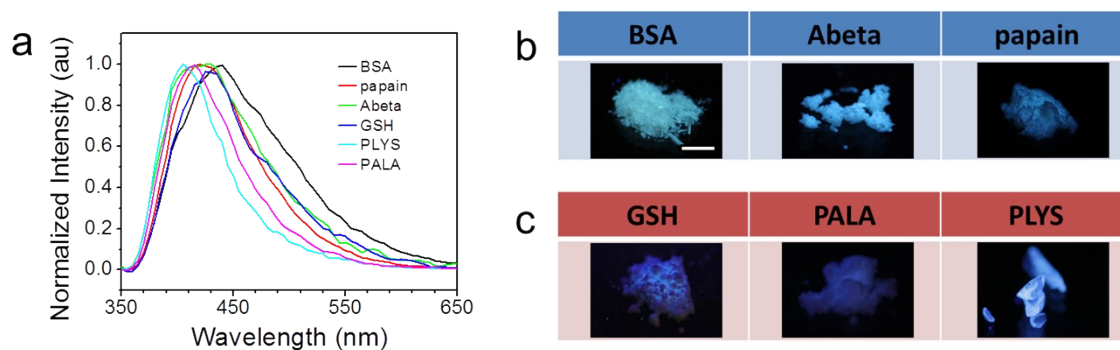 a
Normalized Intensity (au)
1.0
0.8
0.6
0.4
0.2
0.0
350
450
550
650
Wavelength (nm)
BSA
papain
Abeta
GSH
PLYS
PALA
b
BSA Abeta papain
c
GSH PALA PLYS